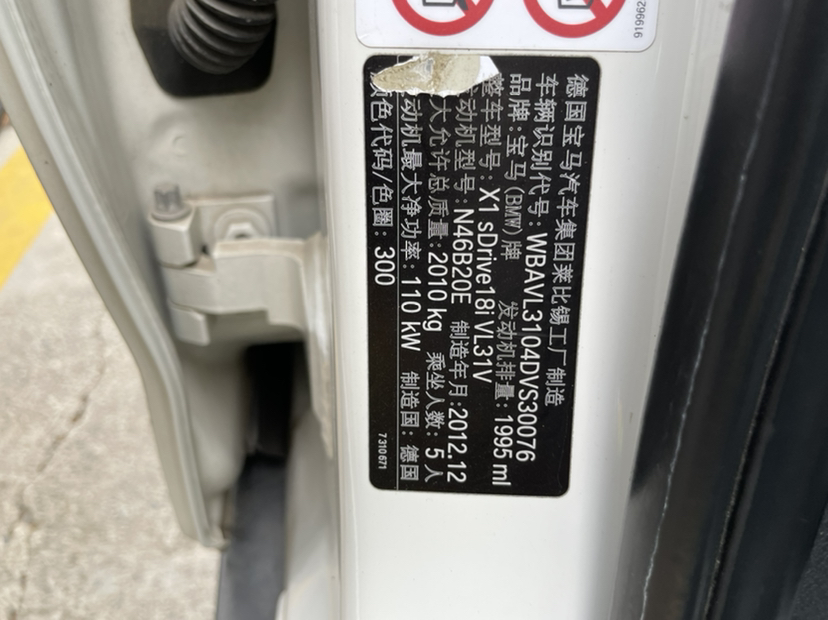 919962
德国宝马汽车集团莱比锡工厂制造
车辆识别代号:WBAVL3104DVS30076
品牌:宝马(BMW)牌 发动机排量:1995 ml
整车型号:X1 sDrive18i VL31V
动机型号:N46B20E 制造年月:2012.12
大允许总质量:2010 kg 乘坐人数:5人
动机最大净功率:110 kW 制造国:德国
颜色代码/色圈:300
7 310 671